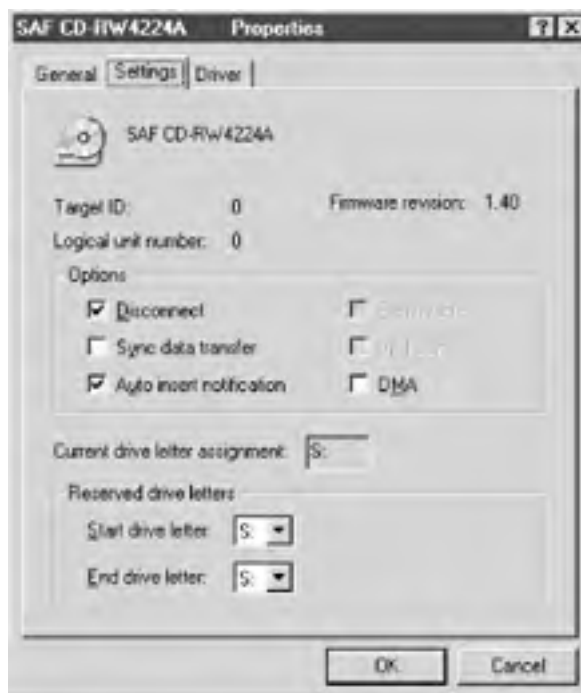 SAF CD-RW4224A Properties
General Settings Driver
SAF CD-RW4224A
Target ID: 0 Firmware revision: 1.40
Logical unit number: 0
Options
Disconnect
Sync data transfer
Auto insert notification DMA
Current drive letter assignment: S:
Reserved drive letters
Start drive letter: S:
End drive letter: S:
OK Cancel